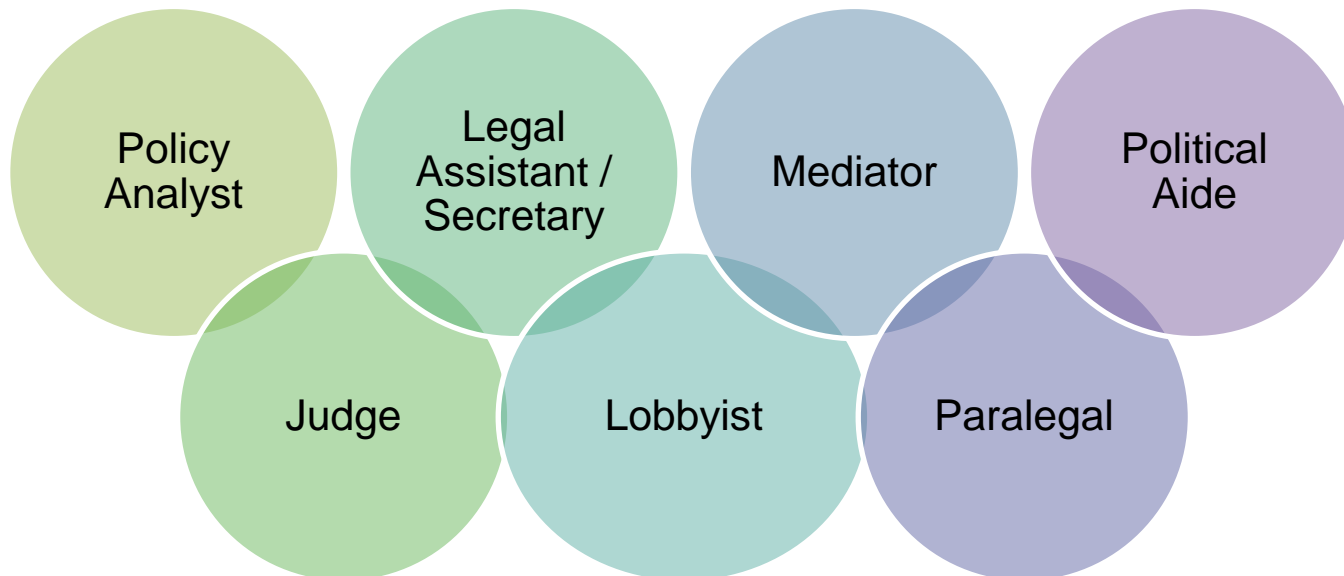 Policy
Analyst
Legal
Assistant /
Secretary
Mediator
Political
Aide
Judge
Lobbyist
Paralegal